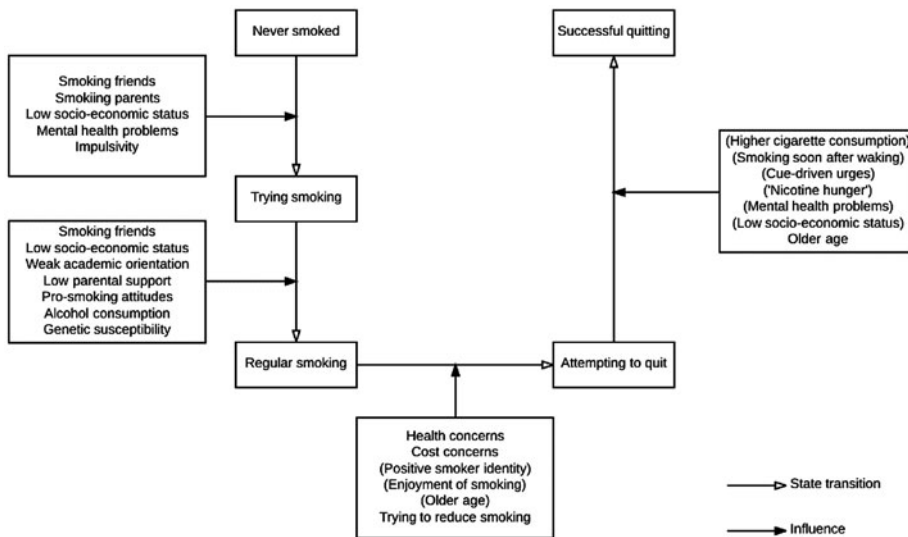 Never smoked
Successful quitting
Smoking friends
Smokiing parents
Low socio-economic status
Mental health problems
Impulsivity
(Higher cigarette consumption)
(Smoking soon after waking)
(Cue-driven urges)
('Nicotine hunger')
(Mental health problems)
(Low socio-economic status)
Older age
Trying smoking
Smoking friends
Low socio-economic status
Weak academic orientation
Low parental support
Pro-smoking attitudes
Alcohol consumption
Genetic susceptibility
Regular smoking
Attempting to quit
Health concerns
Cost concerns
(Positive smoker identity)
(Enjoyment of smoking)
(Older age)
Trying to reduce smoking
State transition
Influence